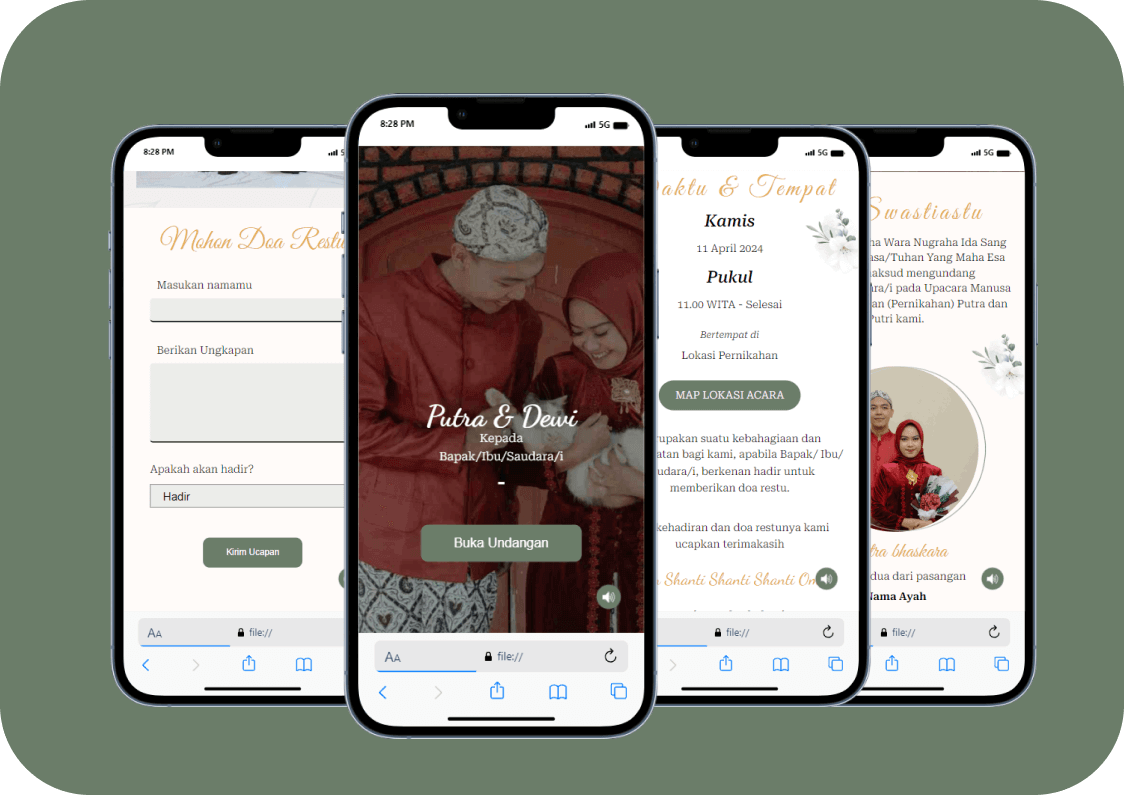 8:28 PM
5
Mohon Doa Restu
Masukan namamu
Berikan Ungkapan
Apakah akan hadir?
Hadir
Kirim Ucapan
AA
file://
8:28 PM
5G
Putra & Dewi
Kepada
Bapak/Ibu/Saudara/i
-
Buka Undangan
AA
file://
5G
aktu & Tempat
Kamis
11 April 2024
Pukul
11.00 WITA - Selesai
Bertempat di
Lokasi Pernikahan
MAP LOKASI ACARA
rupakan suatu kebahagiaan dan
atan bagi kami, apabila Bapak/ Ibu/
udara/i, berkenan hadir untuk
memberikan doa restu.
kehadiran dan doa restunya kami
ucapkan terimakasih
Shanti Shanti Shanti Om
file://
5G
Swastiastu
na Wara Nugraha Ida Sang
asa/Tuhan Yang Maha Esa
aksud mengundang
ara/i pada Upacara Manusa
an (Pernikahan) Putra dan
Putri kami.
tra bhaskara
dua dari pasangan
Nama Ayah
file://